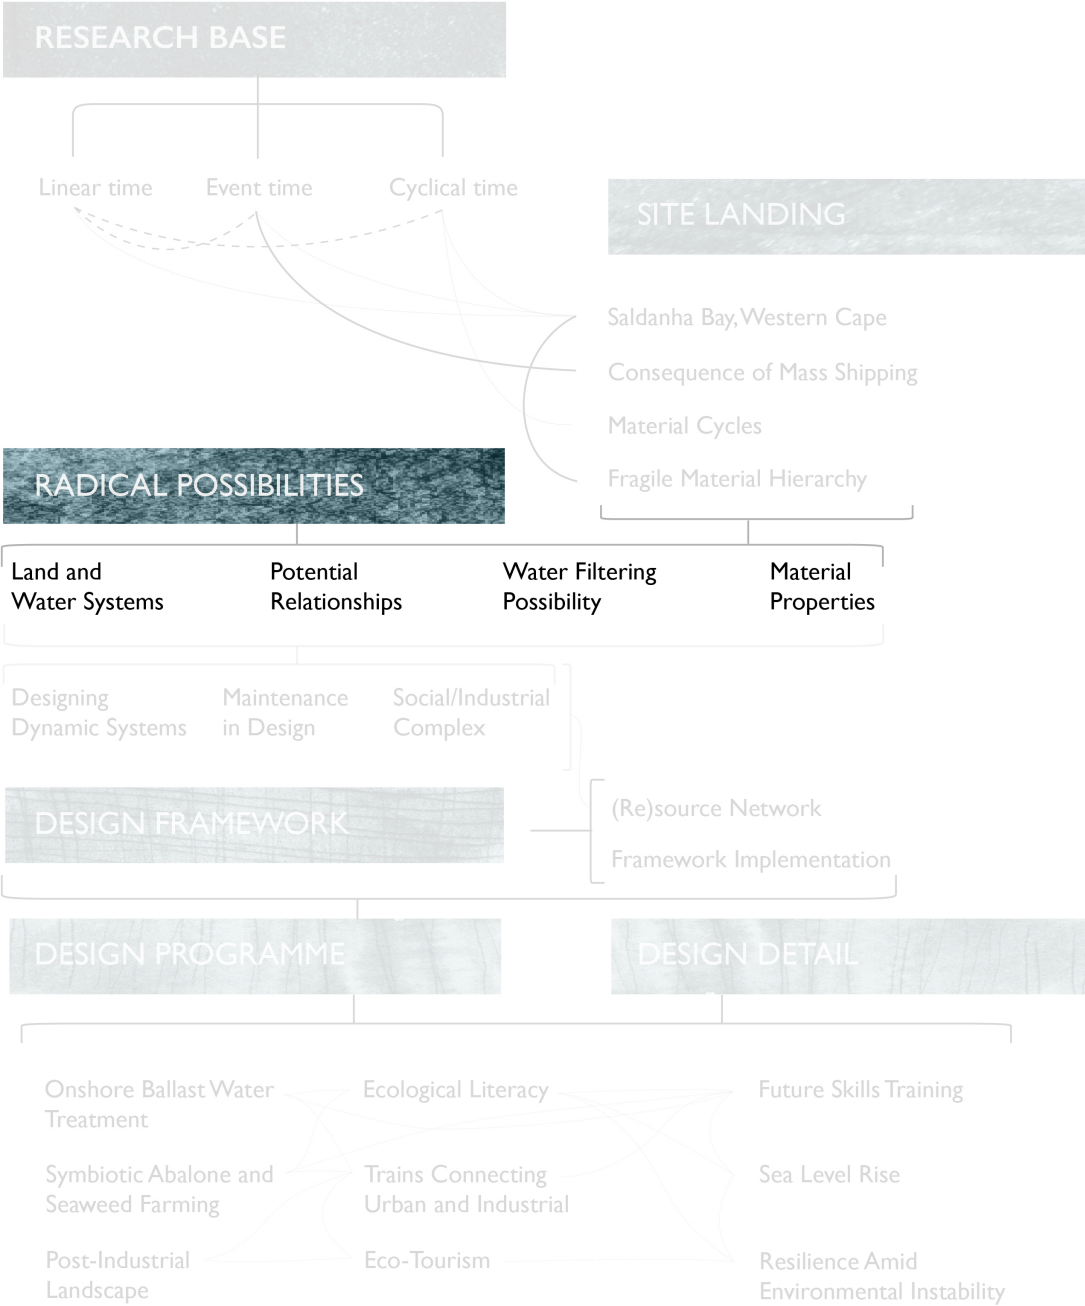 RESEARCH BASE
Linear time
Event time
Cyclical time
SITE LANDING
Saldanha Bay, Western Cape
Consequence of Mass Shipping
Material Cycles
Fragile Material Hierarchy
RADICAL POSSIBILITIES
Land and
Water Systems
Potential
Relationships
Water Filtering
Possibility
Material
Properties
Designing
Dynamic Systems
Maintenance
in Design
Social/Industrial
Complex
DESIGN FRAMEWORK
(Re)source Network
Framework Implementation
DESIGN PROGRAMME
DESIGN DETAIL
Onshore Ballast Water
Treatment
Ecological Literacy
Future Skills Training
Symbiotic Abalone and
Seaweed Farming
Trains Connecting
Urban and Industrial
Sea Level Rise
Post-Industrial
Landscape
Eco-Tourism
Resilience Amid
Environmental Instability